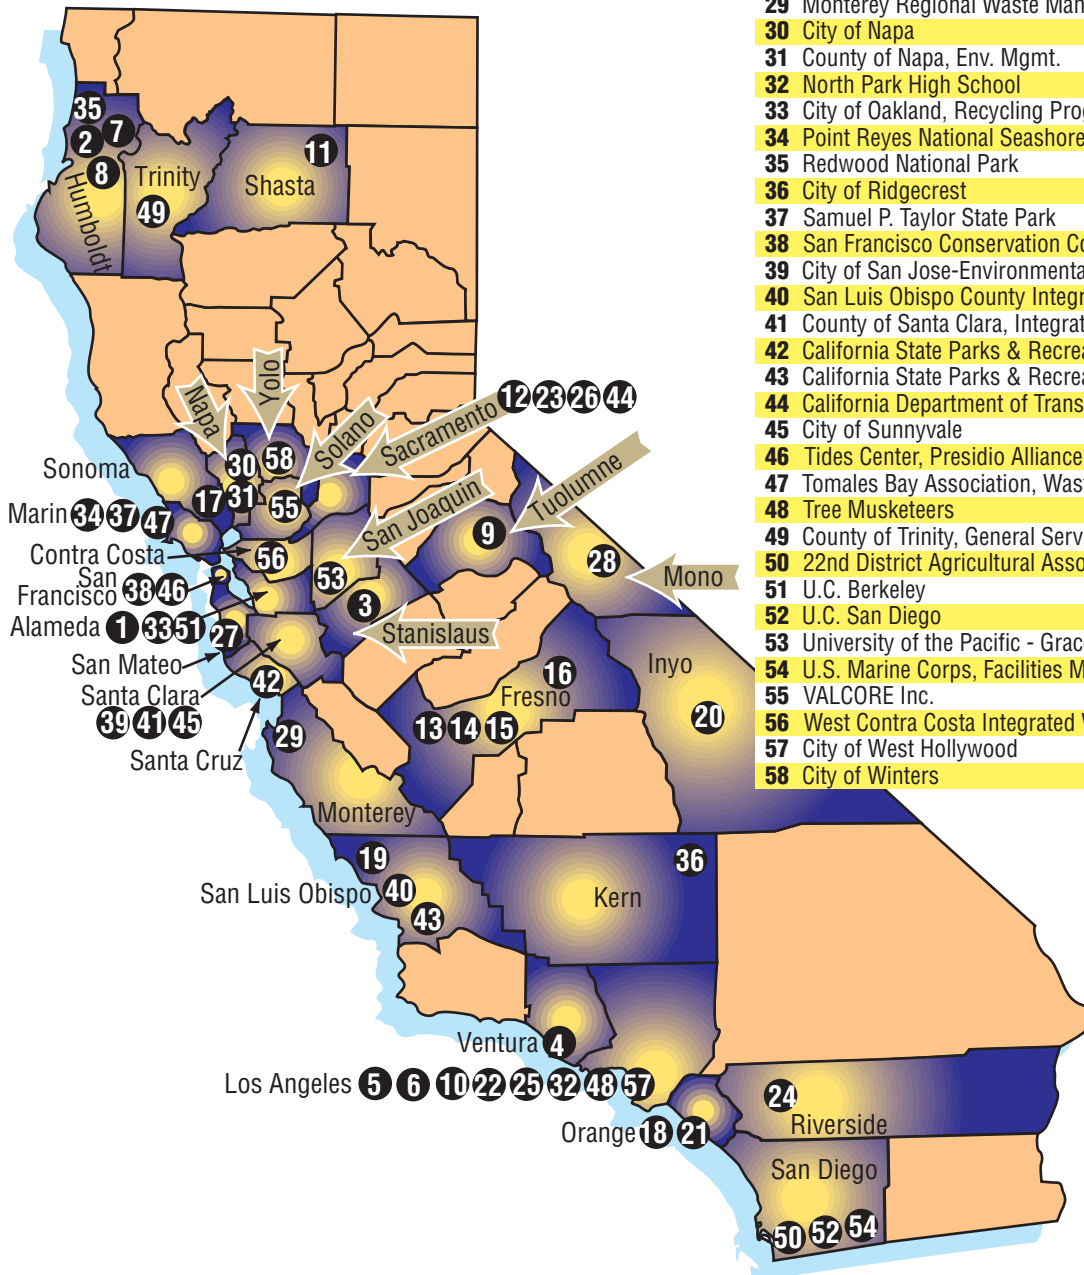 29 Monterey Regional Waste
30 City of Napa
31 County of Napa, Env. Mgmt.
32 North Park High School
33 City of Oakland, Recycling
34 Point Reyes National Seashore
35 Redwood National Park
36 City of Ridgecrest
37 Samuel P. Taylor State Park
38 San Francisco Conservation
39 City of San Jose-Environmenta
40 San Luis Obispo County
41 County of Santa Clara,
42 California State Parks &
43 California State Parks &
44 California Department of
45 City of Sunnyvale
46 Tides Center, Presidio Alliance
47 Tomales Bay Association,
48 Tree Musketeers
49 County of Trinity, General
50 22nd District Agricultural
51 U.C. Berkeley
52 U.C. San Diego
53 University of the Pacific -
54 U.S. Marine Corps, Facilities
55 VALCORE Inc.
56 West Contra Costa Integrated
57 City of West Hollywood
58 City of Winters
35
2 7
8
Humboldt
Trinity
49
11
Shasta
Napa
Yolo
Solano
Sacramento 12 23 26 44
San Joaquin
Tuolumne
Sonoma
17
30
31
58
55
Marin 34 37 47
Contra Costa
56
San
Francisco 38 46
Alameda 1 33 51
27
San Mateo
Santa Clara
39 41 45
42
Santa Cruz
53
3
Stanislaus
9
28
Mono
29
Monterey
13 14 15
16
Fresno
Inyo
20
19
San Luis Obispo 40
43
36
Kern
Ventura 4
Los Angeles 5 6 10 22 25 32 48 57
Orange 18 21
24
Riverside
San Diego
50 52 54